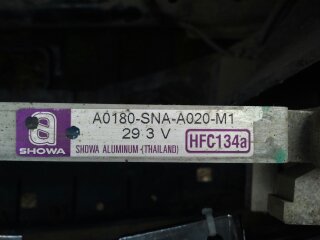 a
SHOWA
A0180-SNA-A020-M1
29 3 V
SHOWA ALUMINUM (THAILAND)
HFC134a